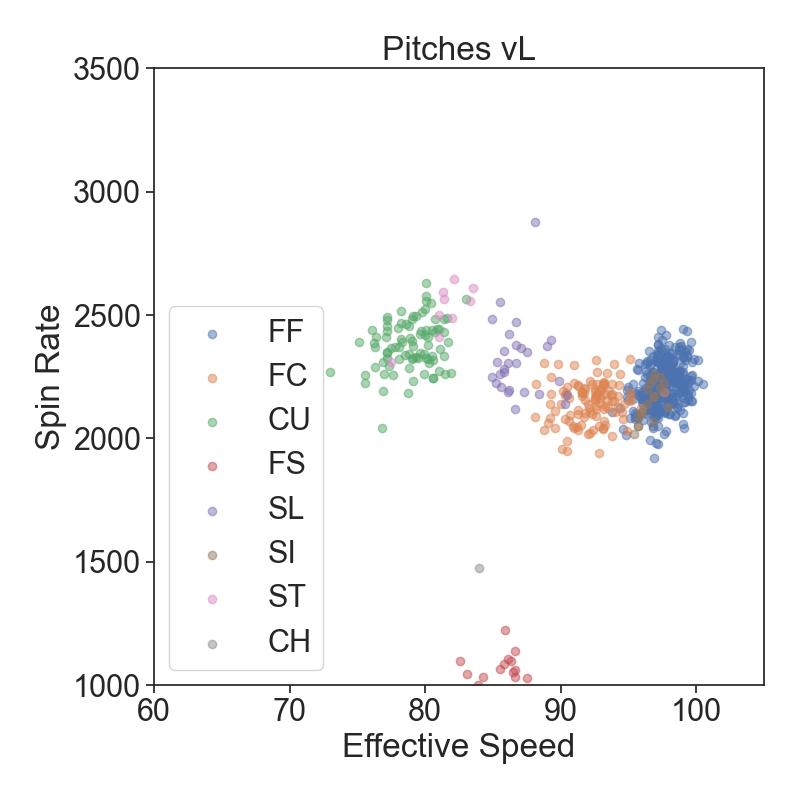 Pitches vL
3500
3000
2500
2000
1500
1000
Spin Rate
FF
FC
CU
FS
SL
SI
ST
CH
60 70 80 90 100
Effective Speed